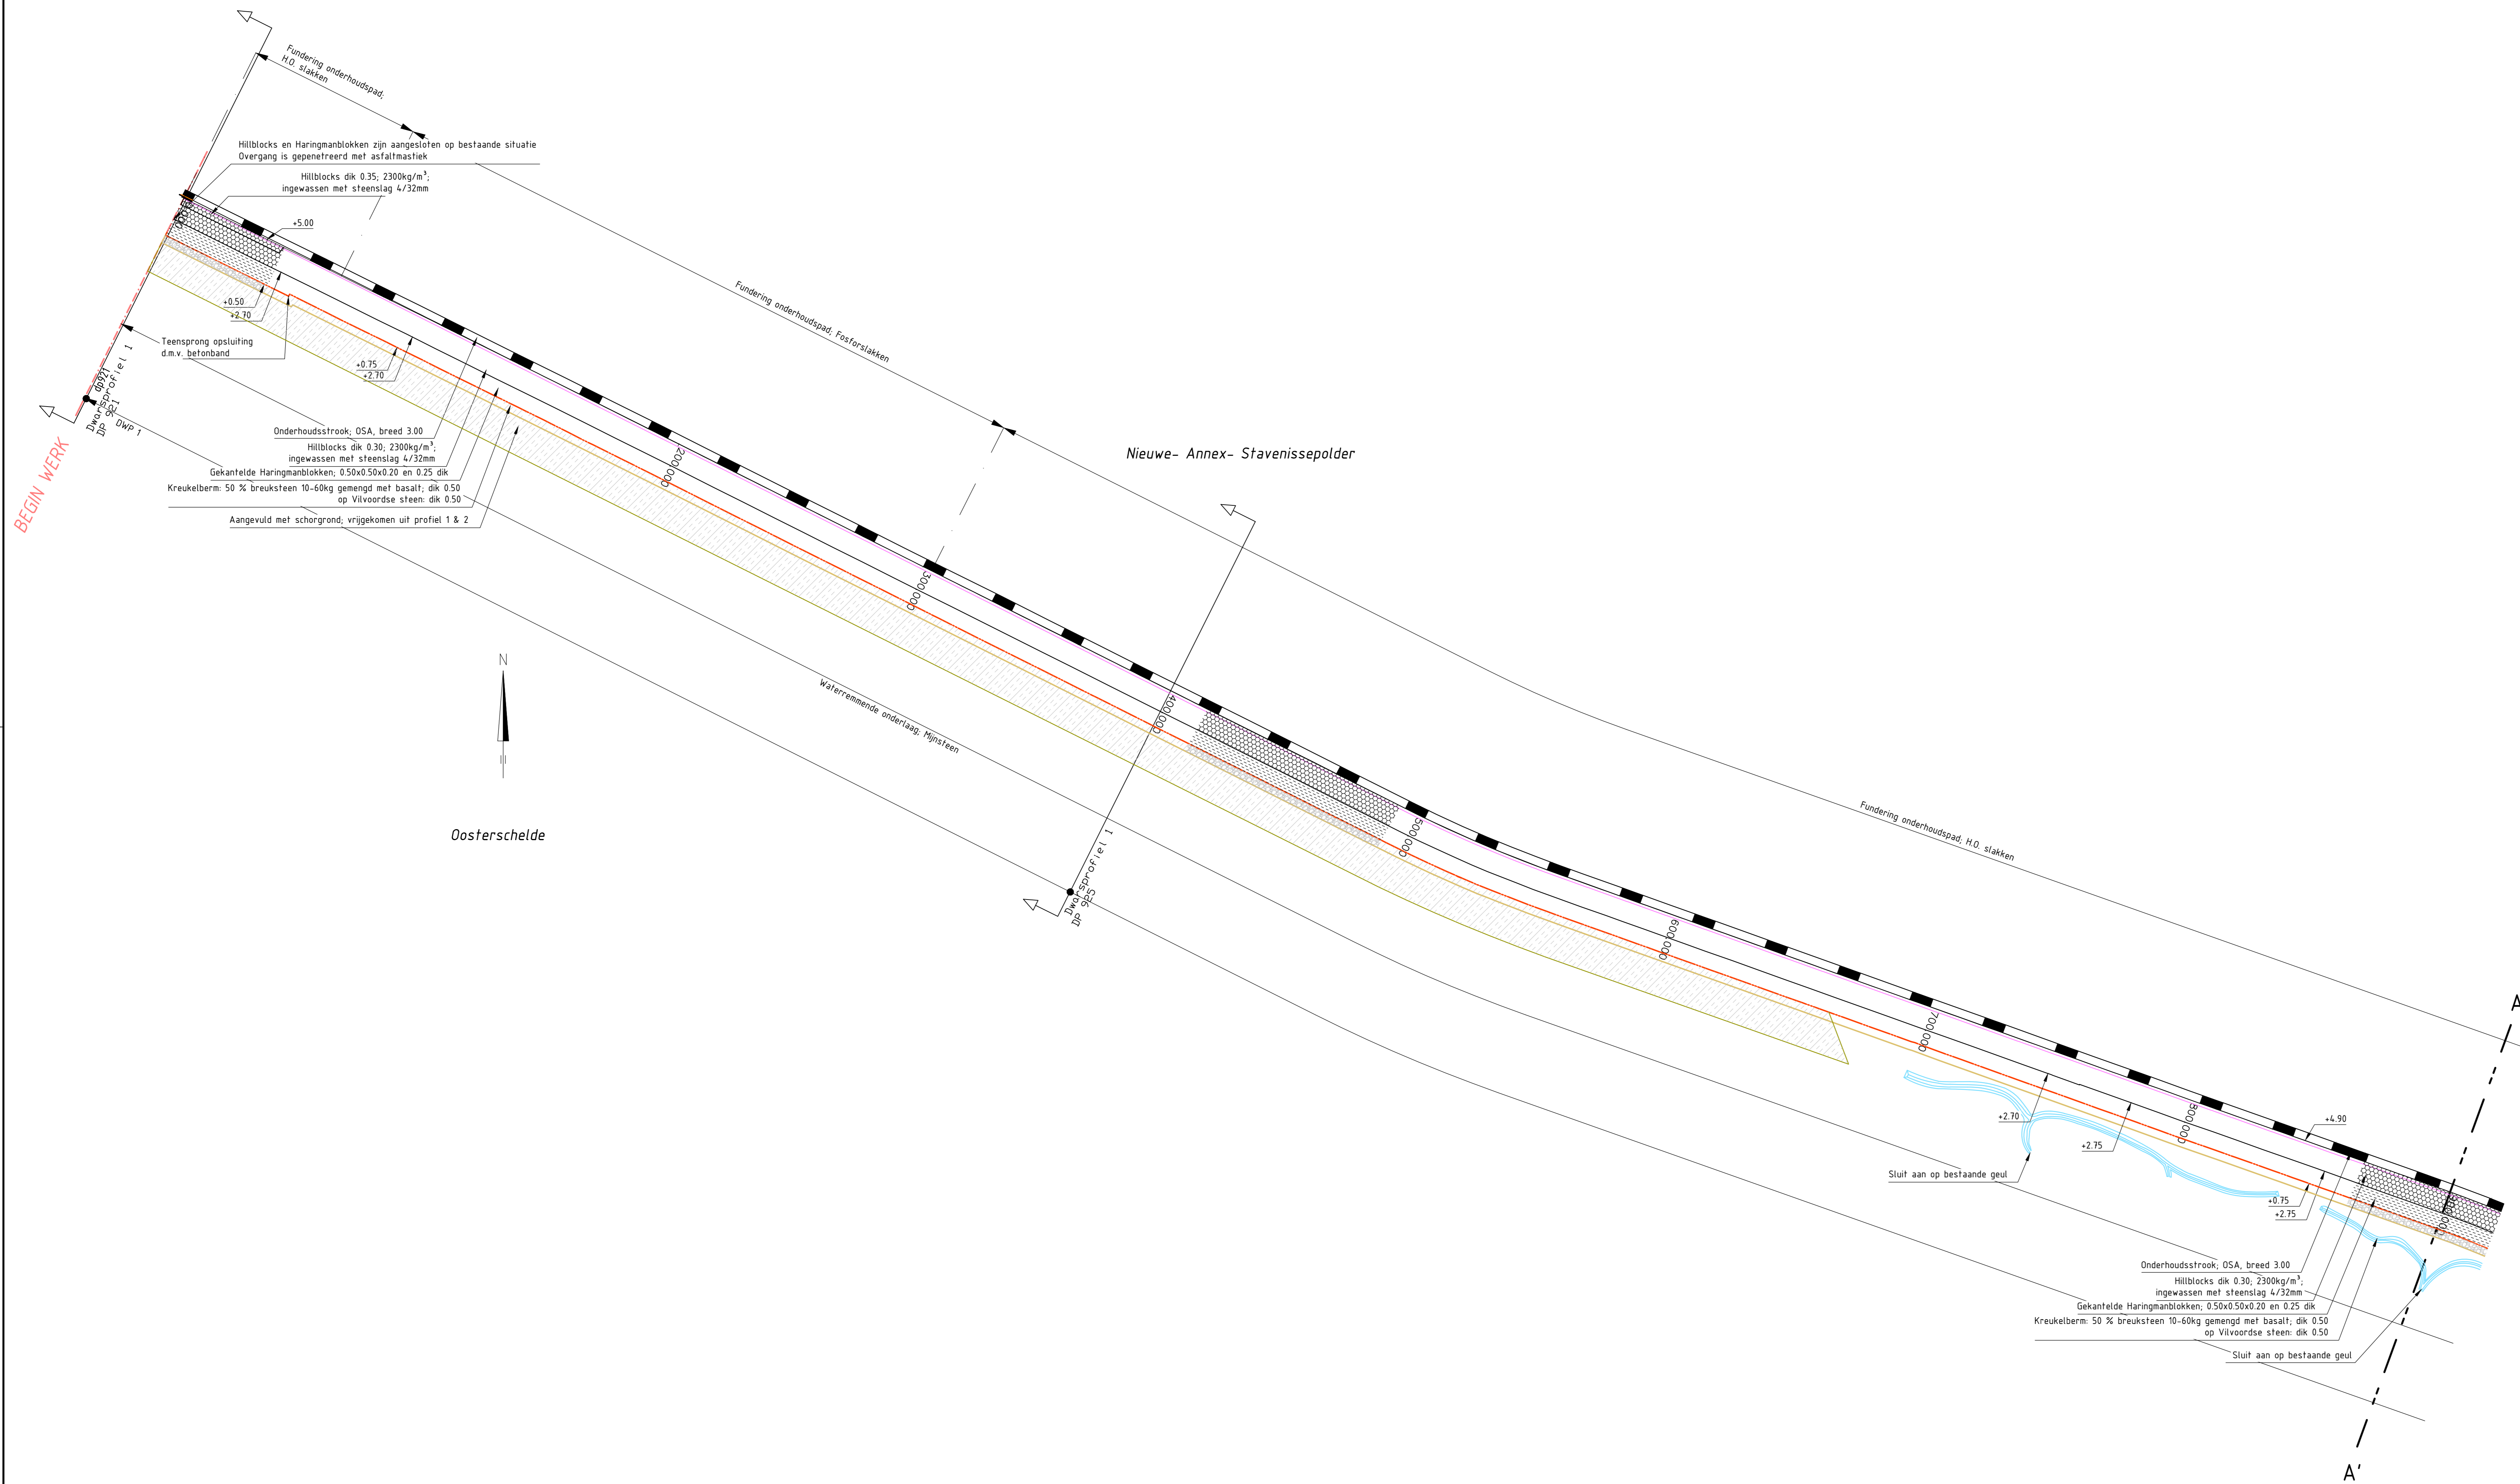 Fundering onderhoudspad;
H.O. slakken
Hillblocks en Haringmanblokken zijn aangesloten op bestaande situatie
Overgang is gepenetreerd met asfaltmastiek
Hillblocks dik 0.35; 2300kg/m³;
ingewassen met steenslag 4/32mm
+5.00
+0.50
+2.70
Teensprong opsluiting
d.m.v. betonband
+0.75
+2.70
dp921
Dwarsprofiel 1
DP 921
DWP 1
BEGIN WERK
Fundering onderhoudspad; Fosforslakken
Onderhoudsstrook; OSA, breed 3.00
Hillblocks dik 0.30; 2300kg/m³;
ingewassen met steenslag 4/32mm
Gekantelde Haringmanblokken; 0.50x0.50x0.20 en 0.25 dik
Kreukelberm: 50 % breuksteen 10-60kg gemengd met basalt; dik 0.50
op Vilvoordse steen: dik 0.50
Aangevuld met schorgrond; vrijgekomen uit profiel 1 & 2
200.000
300.000
Nieuwe- Annex- Stavenissepolder
N
Oosterschelde
Waterremmende onderlaag; Mijnsteen
400.000
Dwarsprofiel 1
DP 925
500.000
600.000
700.000
800.000
Fundering onderhoudspad; H.O. slakken
A
+2.70
+2.75
+4.90
Sluit aan op bestaande geul
+0.75
+2.75
Onderhoudsstrook; OSA, breed 3.00
Hillblocks dik 0.30; 2300kg/m³;
ingewassen met steenslag 4/32mm
Gekantelde Haringmanblokken; 0.50x0.50x0.20 en 0.25 dik
Kreukelberm: 50 % breuksteen 10-60kg gemengd met basalt; dik 0.50
op Vilvoordse steen: dik 0.50
Sluit aan op bestaande geul
A'